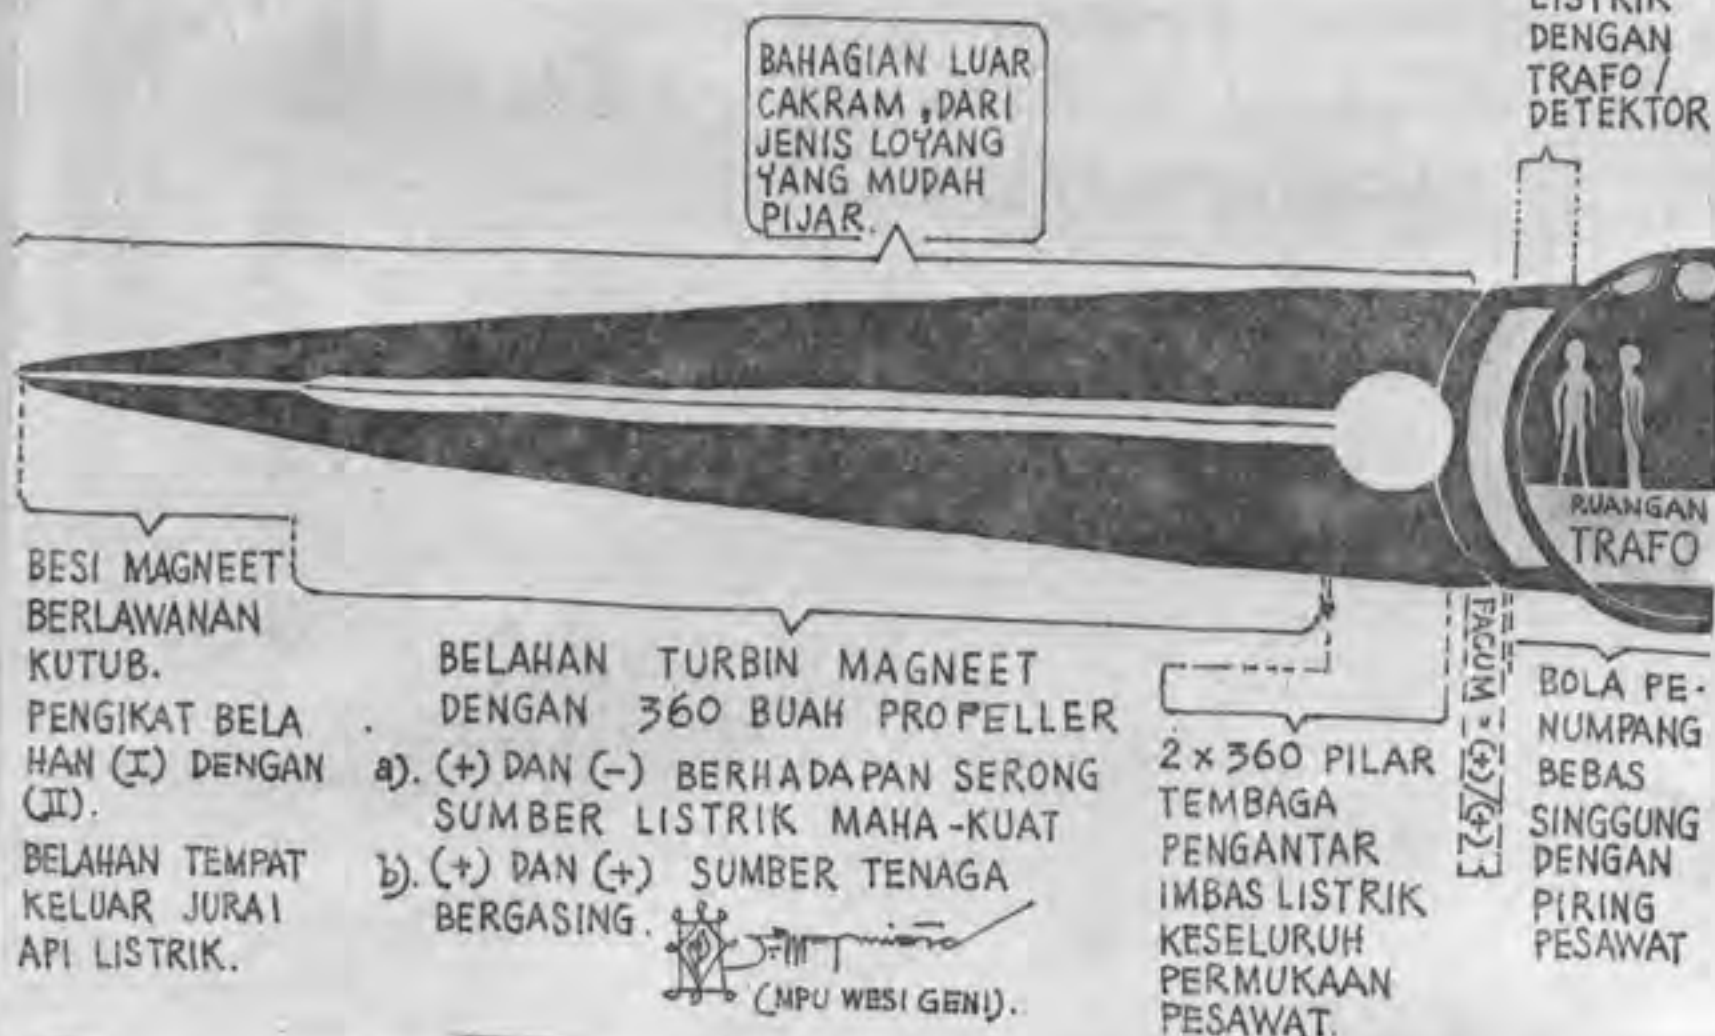 BAHAGIAN LUAR
CAKRAM, DARI
JENIS LOYANG
YANG MUDAH
PIJAR.
LISTRIK
DENGAN
TRAFO /
DETEKTOR
RUANGAN
TRAFO
BESI MAGNEET
BERLAWANAN
KUTUB.
PENGIKAT BELA
HAN (I) DENGAN
(II).
BELAHAN TEMPAT
KELUAR JURAI
API LISTRIK.
BELAHAN TURBIN MAGNEET
DENGAN 360 BUAH PROPELLER
a). (+) DAN (-) BERHADAPAN SERONG
SUMBER LISTRIK MAHA-KUAT
b). (+) DAN (+) SUMBER TENAGA
BERGASING.
(MPU WESI GENI).
2 x 360 PILAR
TEMBAGA
PENGANTAR
IMBAS LISTRIK
KESELURUH
PERMUKAAN
PESAWAT.
FAGUM = (+)/(+)
BOLA PE-
NUMPANG
BEBAS
SINGGUNG
DENGAN
PIRING
PESAWAT